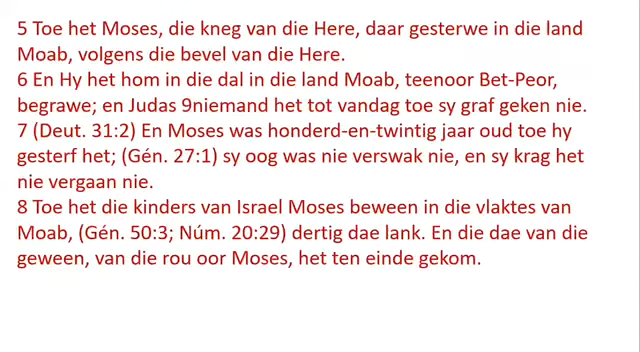 5 Toe het Moses, die kneg van die Here, daar gesterwe in die land
Moab, volgens die bevel van die Here.
6 En Hy het hom in die dal in die land Moab, teenoor Bet-Peor,
begrawe; en Judas 9niemand het tot vandag toe sy graf geken nie.
7 (Deut. 31:2) En Moses was honderd-en-twintig jaar oud toe hy
gesterf het; (Gén. 27:1) sy oog was nie verswak nie, en sy krag het
nie vergaan nie.
8 Toe het die kinders van Israel Moses beween in die vlaktes van
Moab, (Gén. 50:3; Núm. 20:29) dertig dae lank. En die dae van die
geween, van die rou oor Moses, het ten einde gekom.